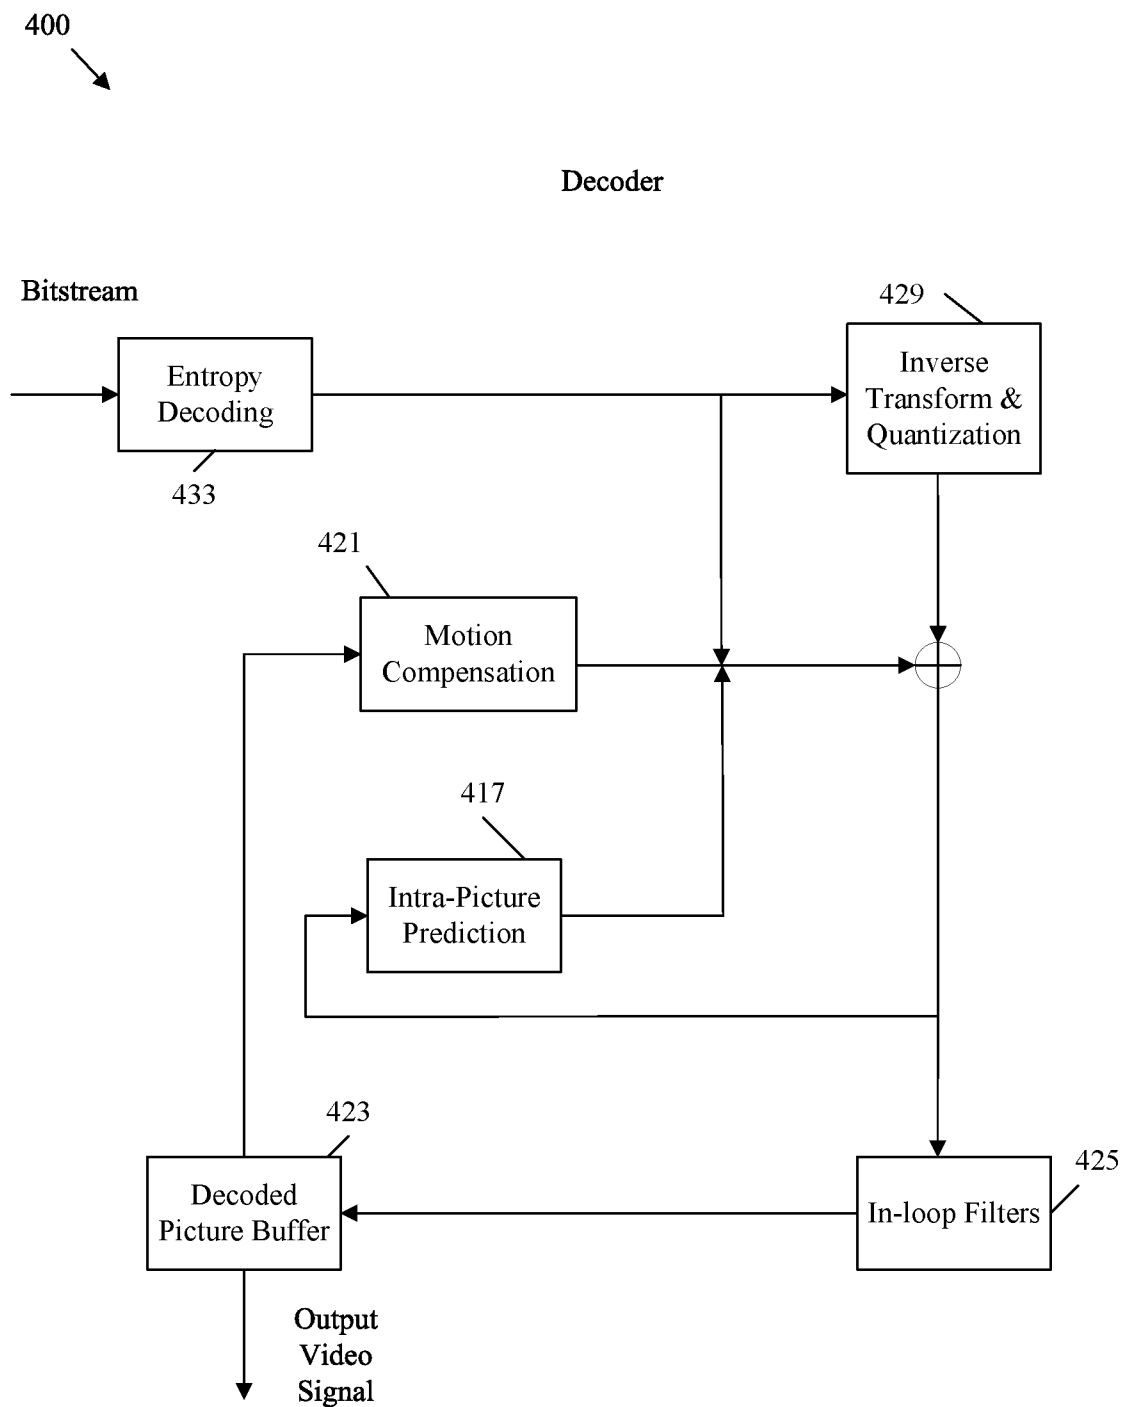 400
Decoder
Bitstream
429
Entropy
Decoding
Inverse
Transform &
Quantization
433
421
Motion
Compensation
417
Intra-Picture
Prediction
423
Decoded
Picture Buffer
425
In-loop Filters
Output
Video
Signal